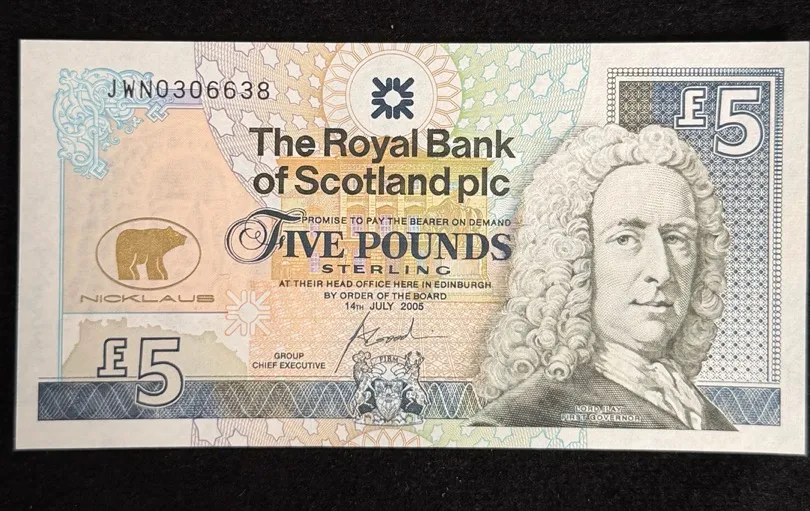 JWN0306638
£5
The Royal Bank
of Scotland plc
PROMISE TO PAY THE BEARER ON DEMAND
FIVE POUNDS
STERLING
AT THEIR HEAD OFFICE HERE IN EDINBURGH
BY ORDER OF THE BOARD
14TH JULY 2005
NICKLAUS
£5
GROUP
CHIEF EXECUTIVE
FIRM
LORD ILAY
FIRST GOVERNOR